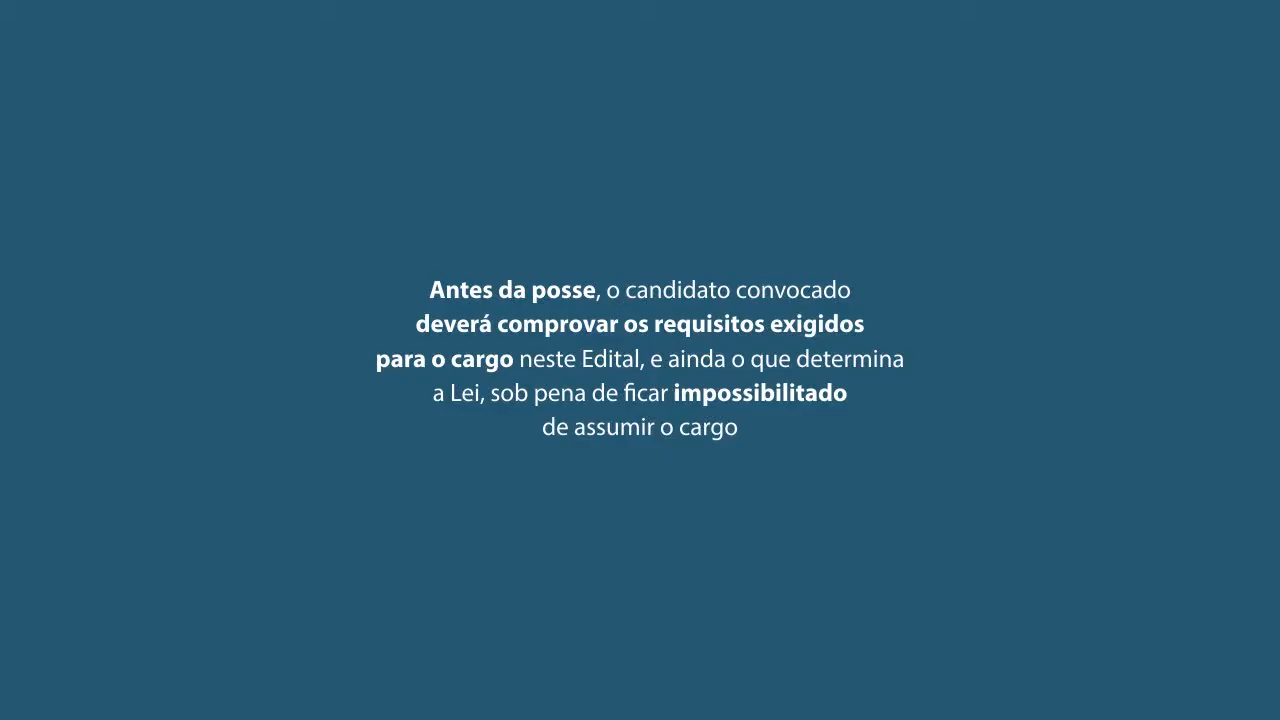 Antes da posse, o candidato convocado
deverá comprovar os requisitos exigidos
para o cargo neste Edital, e ainda o que determina
a Lei, sob pena de ficar impossibilitado
de assumir o cargo